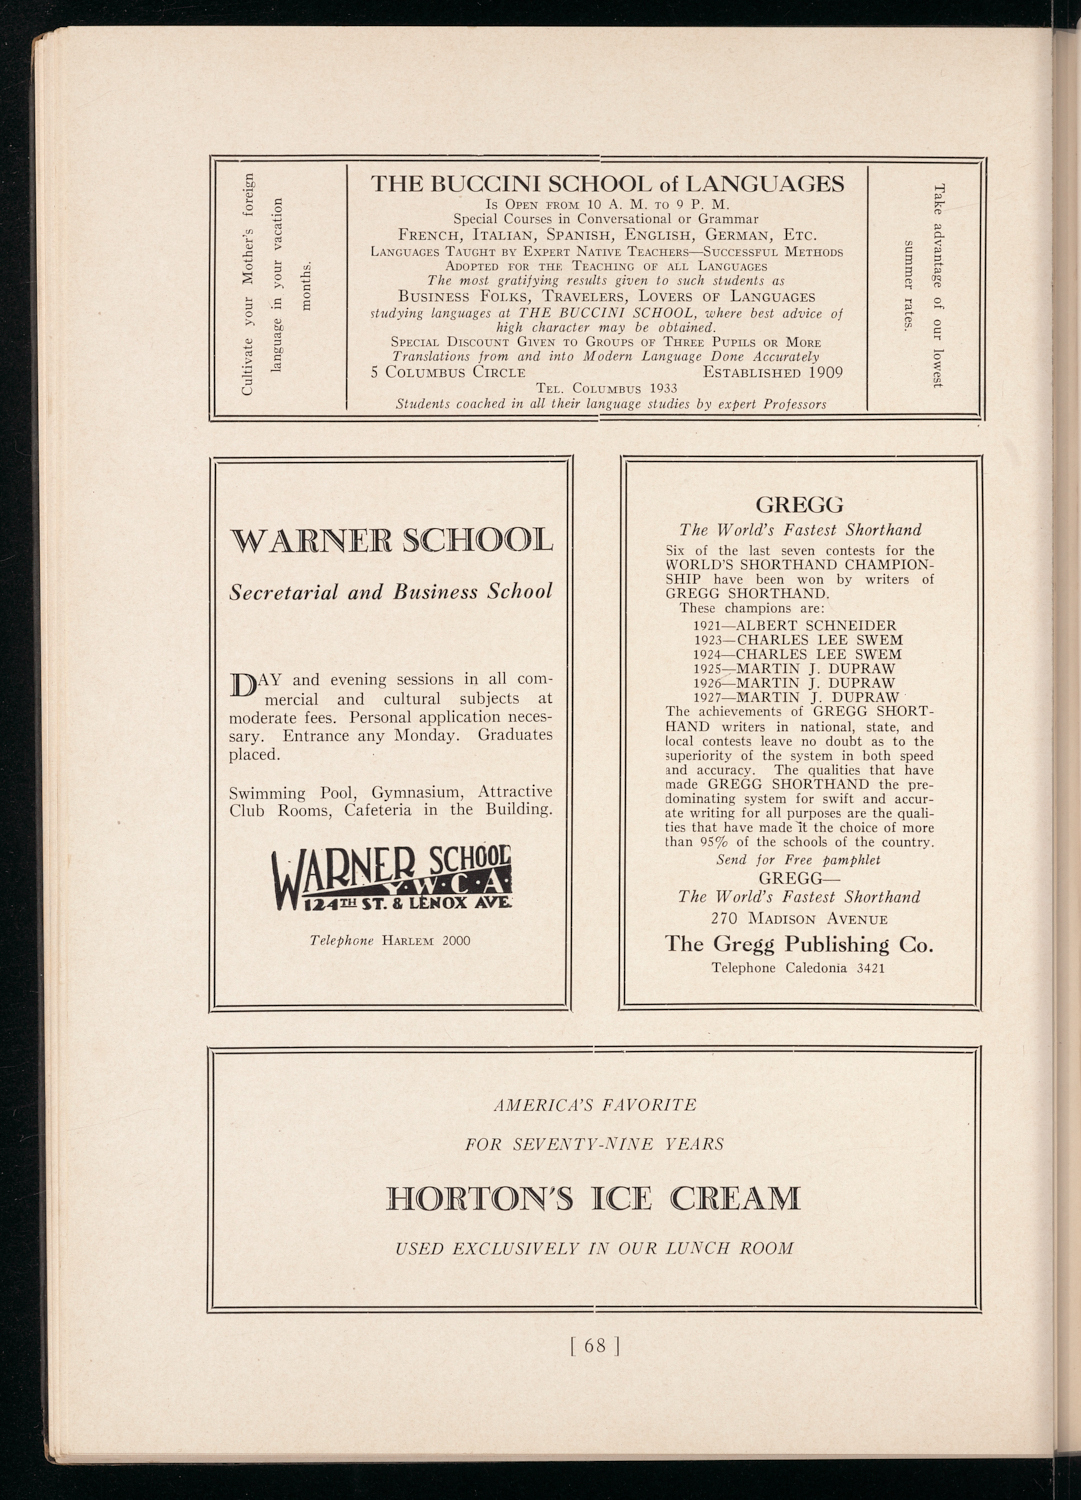 Cultivate your Mother's foreign
language in your vacation
months.
THE BUCCINI SCHOOL of LANGUAGES
IS OPEN FROM 10 A. M. TO 9 P. M.
Special Courses in Conversational or Grammar
FRENCH, ITALIAN, SPANISH, ENGLISH, GERMAN, ETC.
LANGUAGES TAUGHT BY EXPERT NATIVE TEACHERS—SUCCESSFUL METHODS
ADOPTED FOR THE TEACHING OF ALL LANGUAGES
The most gratifying results given to such students as
BUSINESS FOLKS, TRAVELERS, LOVERS OF LANGUAGES
studying languages at THE BUCCINI SCHOOL, where best advice of
high character may be obtained.
SPECIAL DISCOUNT GIVEN TO GROUPS OF THREE PUPILS OR MORE
Translations from and into Modern Language Done Accurately
5 COLUMBUS CIRCLE ESTABLISHED 1909
TEL. COLUMBUS 1933
Students coached in all their language studies by expert Professors
Take advantage of our lowest
summer rates.
WARNER SCHOOL
Secretarial and Business School
DAY and evening sessions in all com-
mercial and cultural subjects at
moderate fees. Personal application neces-
sary. Entrance any Monday. Graduates
placed.
Swimming Pool, Gymnasium, Attractive
Club Rooms, Cafeteria in the Building.
WARNER SCHOOL
Y·W·C·A·
124TH ST. & LENOX AVE.
Telephone HARLEM 2000
GREGG
The World's Fastest Shorthand
Six of the last seven contests for the
WORLD'S SHORTHAND CHAMPION-
SHIP have been won by writers of
GREGG SHORTHAND.
These champions are:
1921—ALBERT SCHNEIDER
1923—CHARLES LEE SWEM
1924—CHARLES LEE SWEM
1925—MARTIN J. DUPRAW
1926—MARTIN J. DUPRAW
1927—MARTIN J. DUPRAW
The achievements of GREGG SHORT-
HAND writers in national, state, and
local contests leave no doubt as to the
superiority of the system in both speed
and accuracy. The qualities that have
made GREGG SHORTHAND the pre-
dominating system for swift and accur-
ate writing for all purposes are the quali-
ties that have made it the choice of more
than 95% of the schools of the country.
Send for Free pamphlet
GREGG—
The World's Fastest Shorthand
270 MADISON AVENUE
The Gregg Publishing Co.
Telephone Caledonia 3421
AMERICA'S FAVORITE
FOR SEVENTY-NINE YEARS
HORTON'S ICE CREAM
USED EXCLUSIVELY IN OUR LUNCH ROOM
[ 68 ]